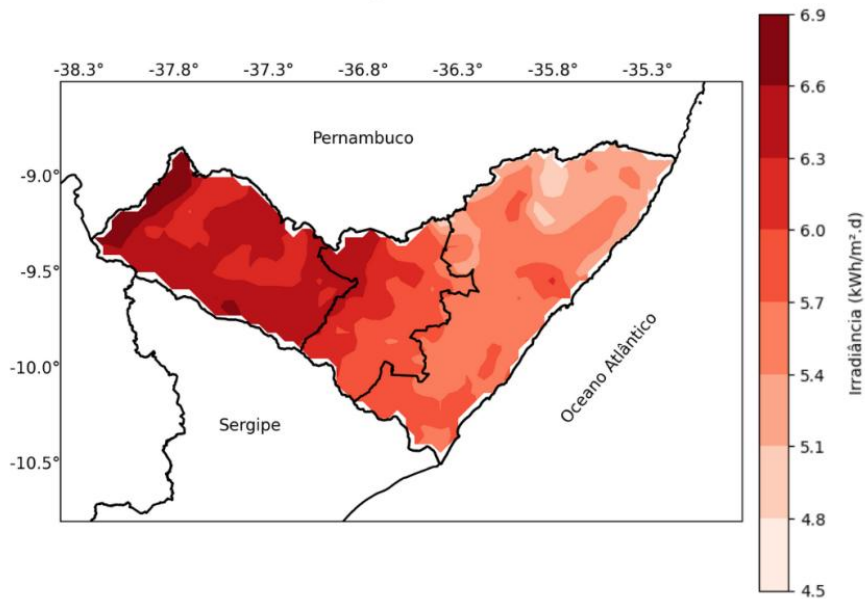 -38.3° -37.8° -37.3° -36.8° -36.3° -35.8° -35.3°
-9.0°
-9.5°
-10.0°
-10.5°
Pernambuco
Sergipe
Oceano Atlântico
6.9
6.6
6.3
6.0
5.7
5.4
5.1
4.8
4.5
Irradiância (kWh/m².d)